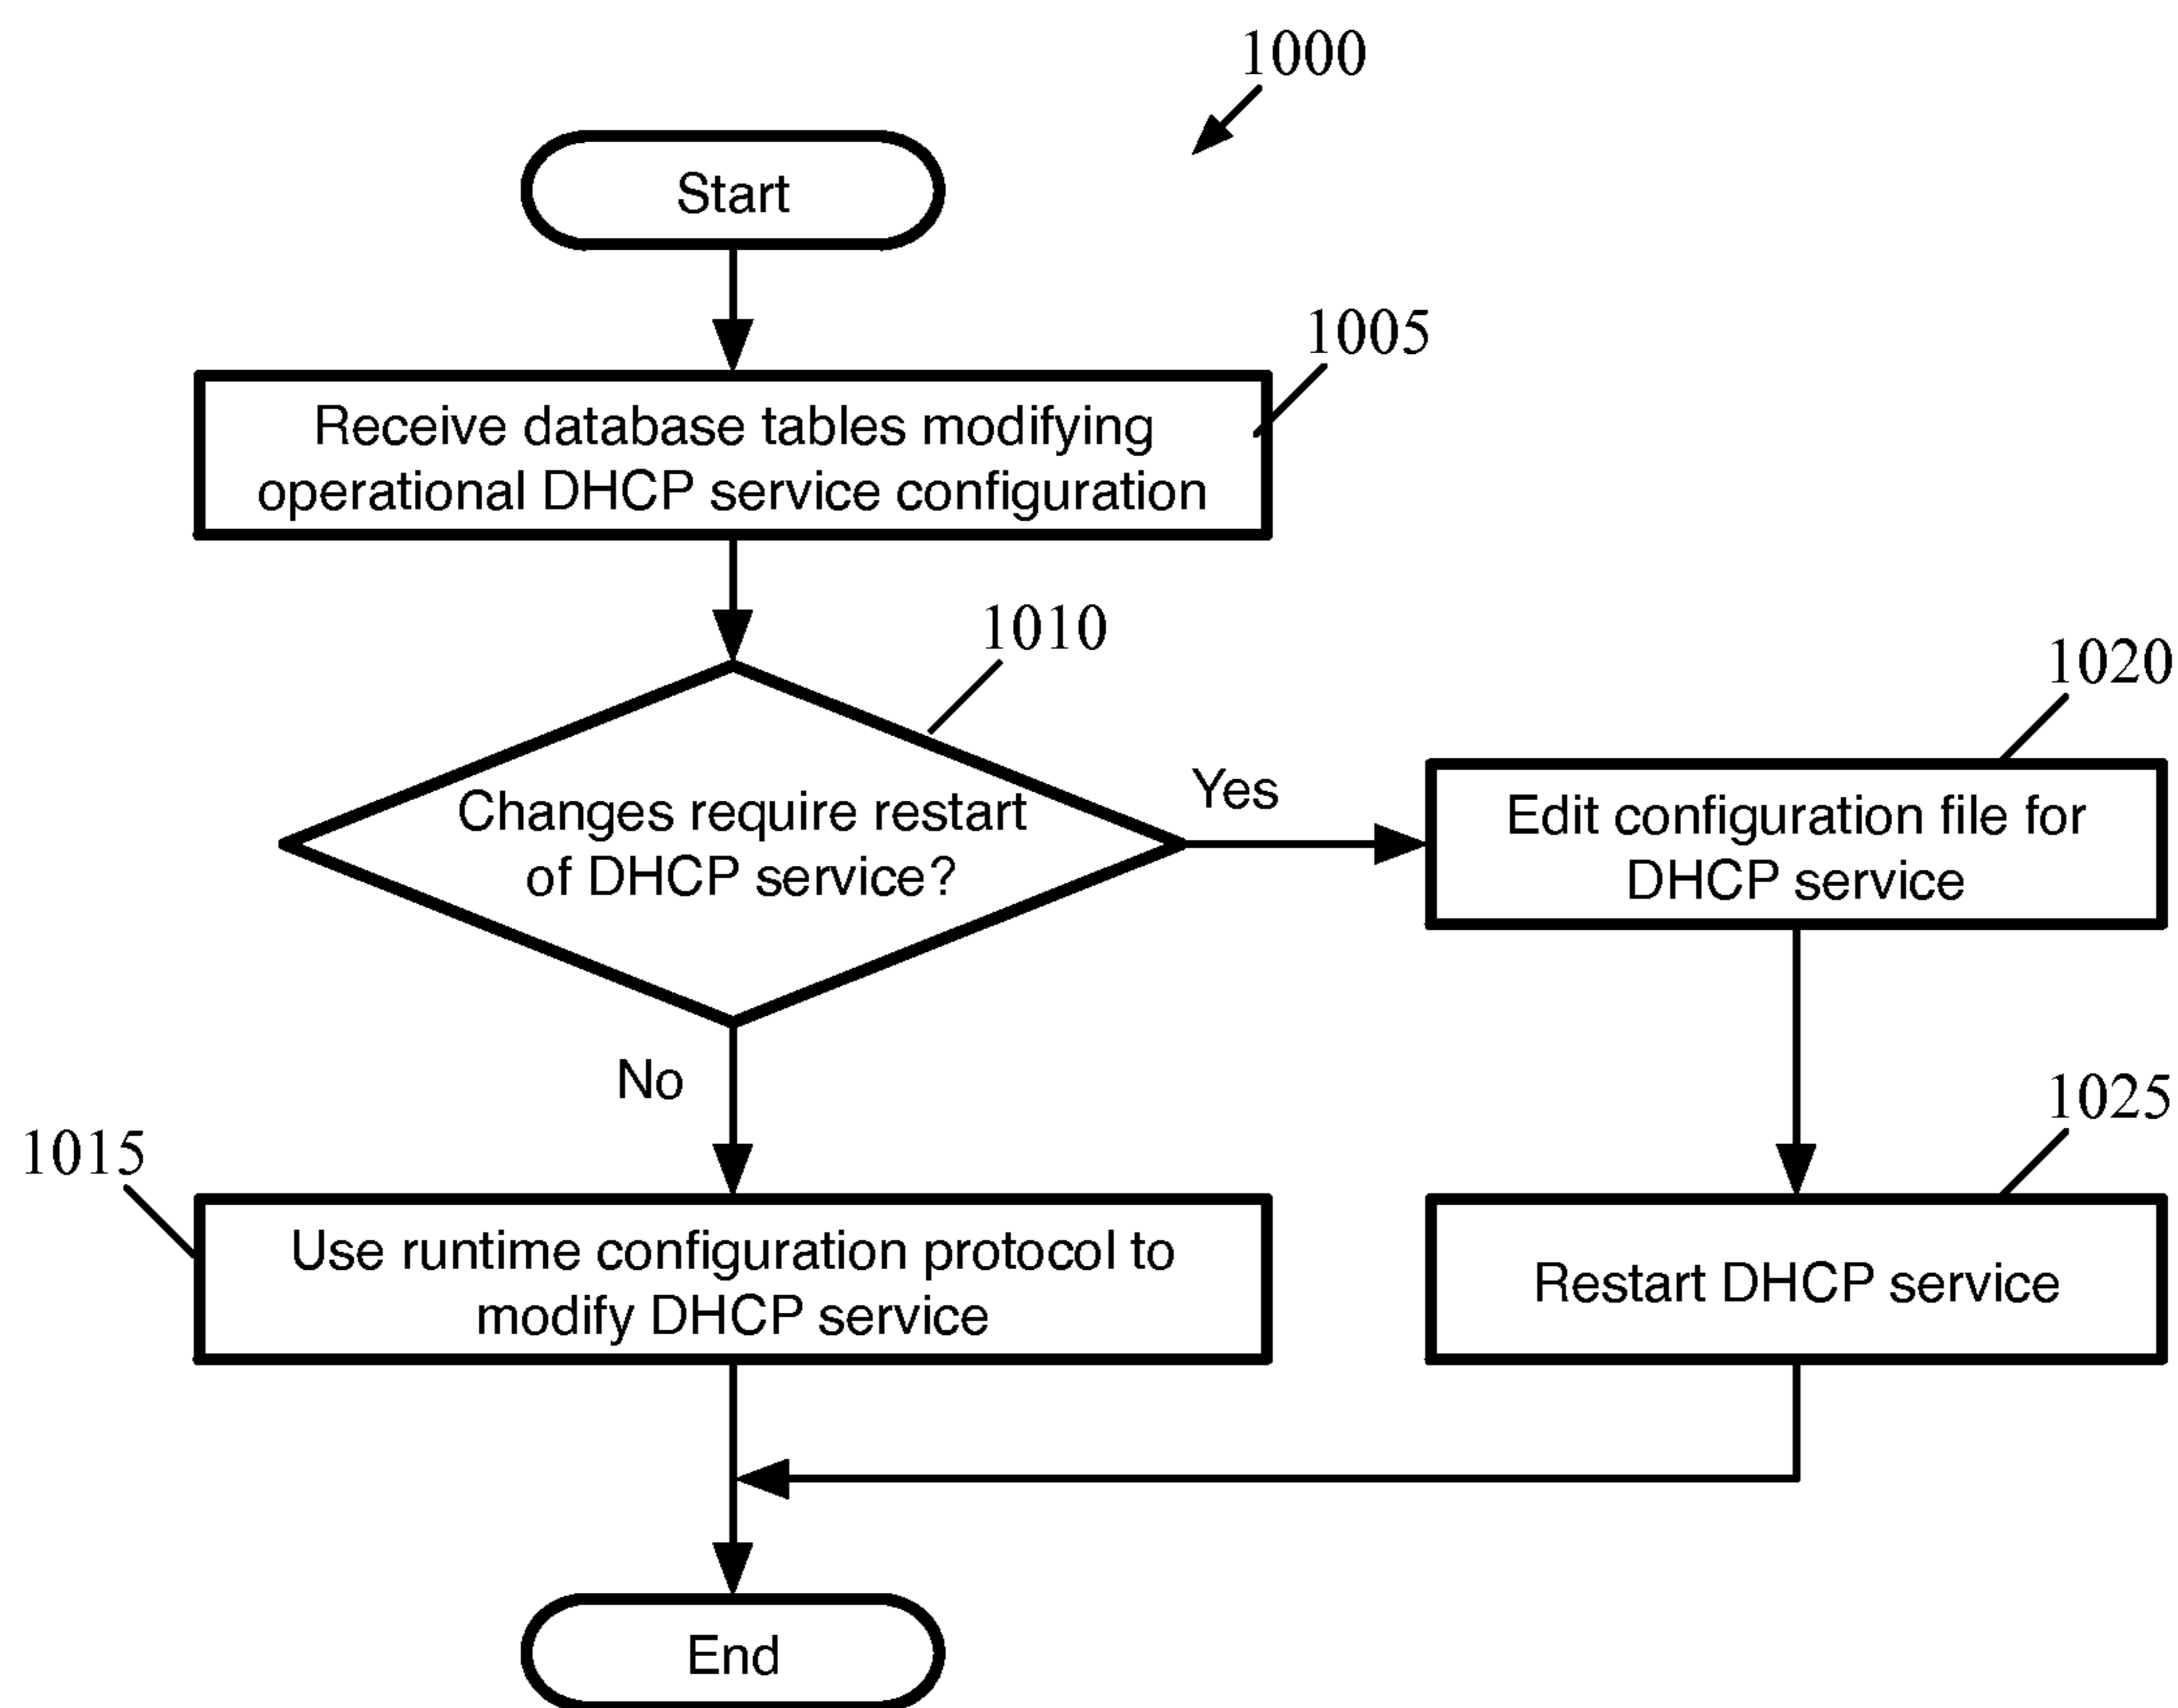 1000
Start
1005
Receive database tables modifying
operational DHCP service configuration
1010
Changes require restart
of DHCP service?
Yes
1020
Edit configuration file for
DHCP service
No
1015
Use runtime configuration protocol to
modify DHCP service
1025
Restart DHCP service
End